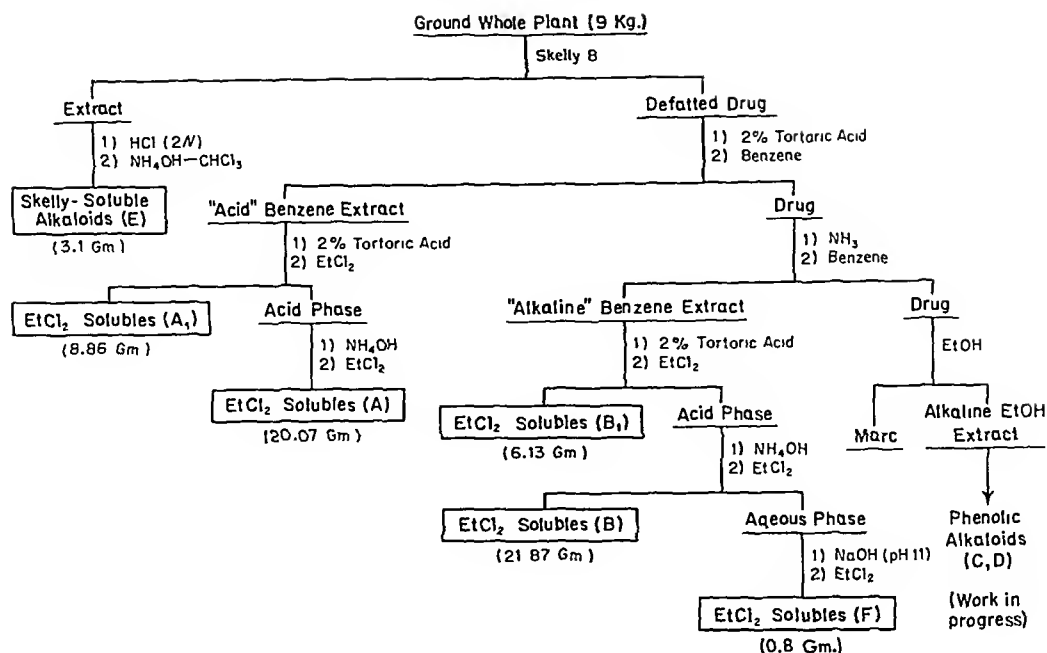 Ground Whole Plant (9 Kg.)
Skelly B
Extract
Defatted Drug
1) HCl (2N)
2) NH₄OH—CHCl₃
1) 2% Tortaric Acid
2) Benzene
Skelly-Soluble
Alkaloids (E)
(3.1 Gm)
"Acid" Benzene Extract
Drug
1) 2% Tortoric Acid
2) EtCl₂
1) NH₃
2) Benzene
EtCl₂ Solubles (A₁)
(8.86 Gm)
Acid Phase
"Alkaline" Benzene Extract
Drug
1) NH₄OH
2) EtCl₂
1) 2% Tortoric Acid
2) EtCl₂
EtOH
EtCl₂ Solubles (A)
(20.07 Gm)
EtCl₂ Solubles (B₁)
(6.13 Gm)
Acid Phase
Marc
Alkaline EtOH
Extract
1) NH₄OH
2) EtCl₂
EtCl₂ Solubles (B)
(21 87 Gm)
Aqeous Phase
Phenolic
Alkaloids
(C,D)
1) NaOH (pH 11)
2) EtCl₂
(Work in
progress)
EtCl₂ Solubles (F)
(0.8 Gm.)